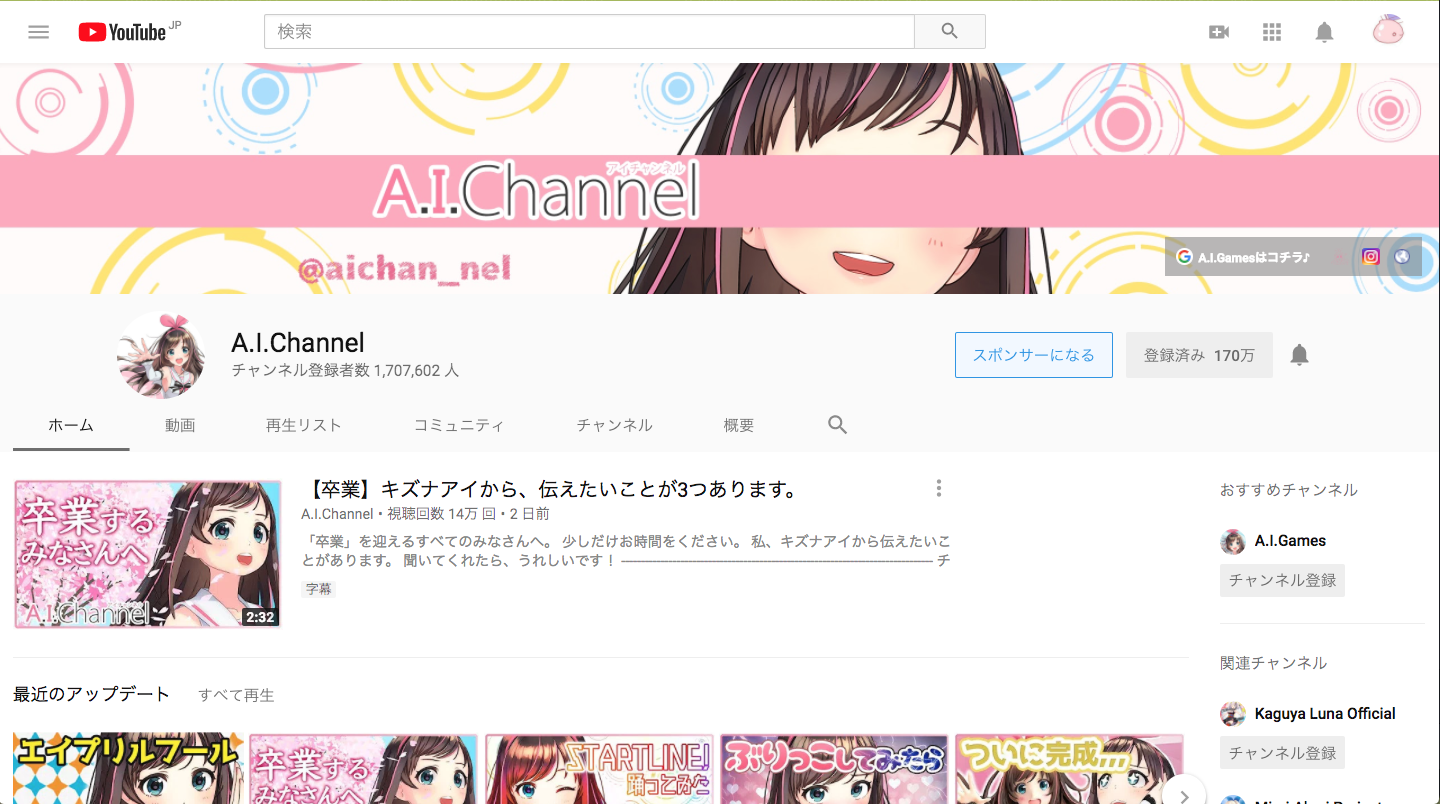 YouTube JP
検索
アイチャンネル
A.I.Channel
@aichan_nel
A.I.Gamesはコチラ♪
A.I.Channel
チャンネル登録者数 1,707,602 人
スポンサーになる
登録済み 170万
ホーム
動画
再生リスト
コミュニティ
チャンネル
概要
卒業する
みなさんへ
A.I.Channel
2:32
【卒業】キズナアイから、伝えたいことが3つあります。
A.I.Channel • 視聴回数 14万 回 • 2 日前
「卒業」を迎えるすべてのみなさんへ。 少しだけお時間をください。 私、キズナアイから伝えたいこ
とがあります。 聞いてくれたら、うれしいです！ ---------------------------------------------------------------------- チ
字幕
おすすめチャンネル
A.I.Games
チャンネル登録
関連チャンネル
Kaguya Luna Official
チャンネル登録
最近のアップデート
すべて再生
エイプリルフール
卒業する
STARTLINE!
踊ってみた
ぶりっこしてみたら
ついに完成...